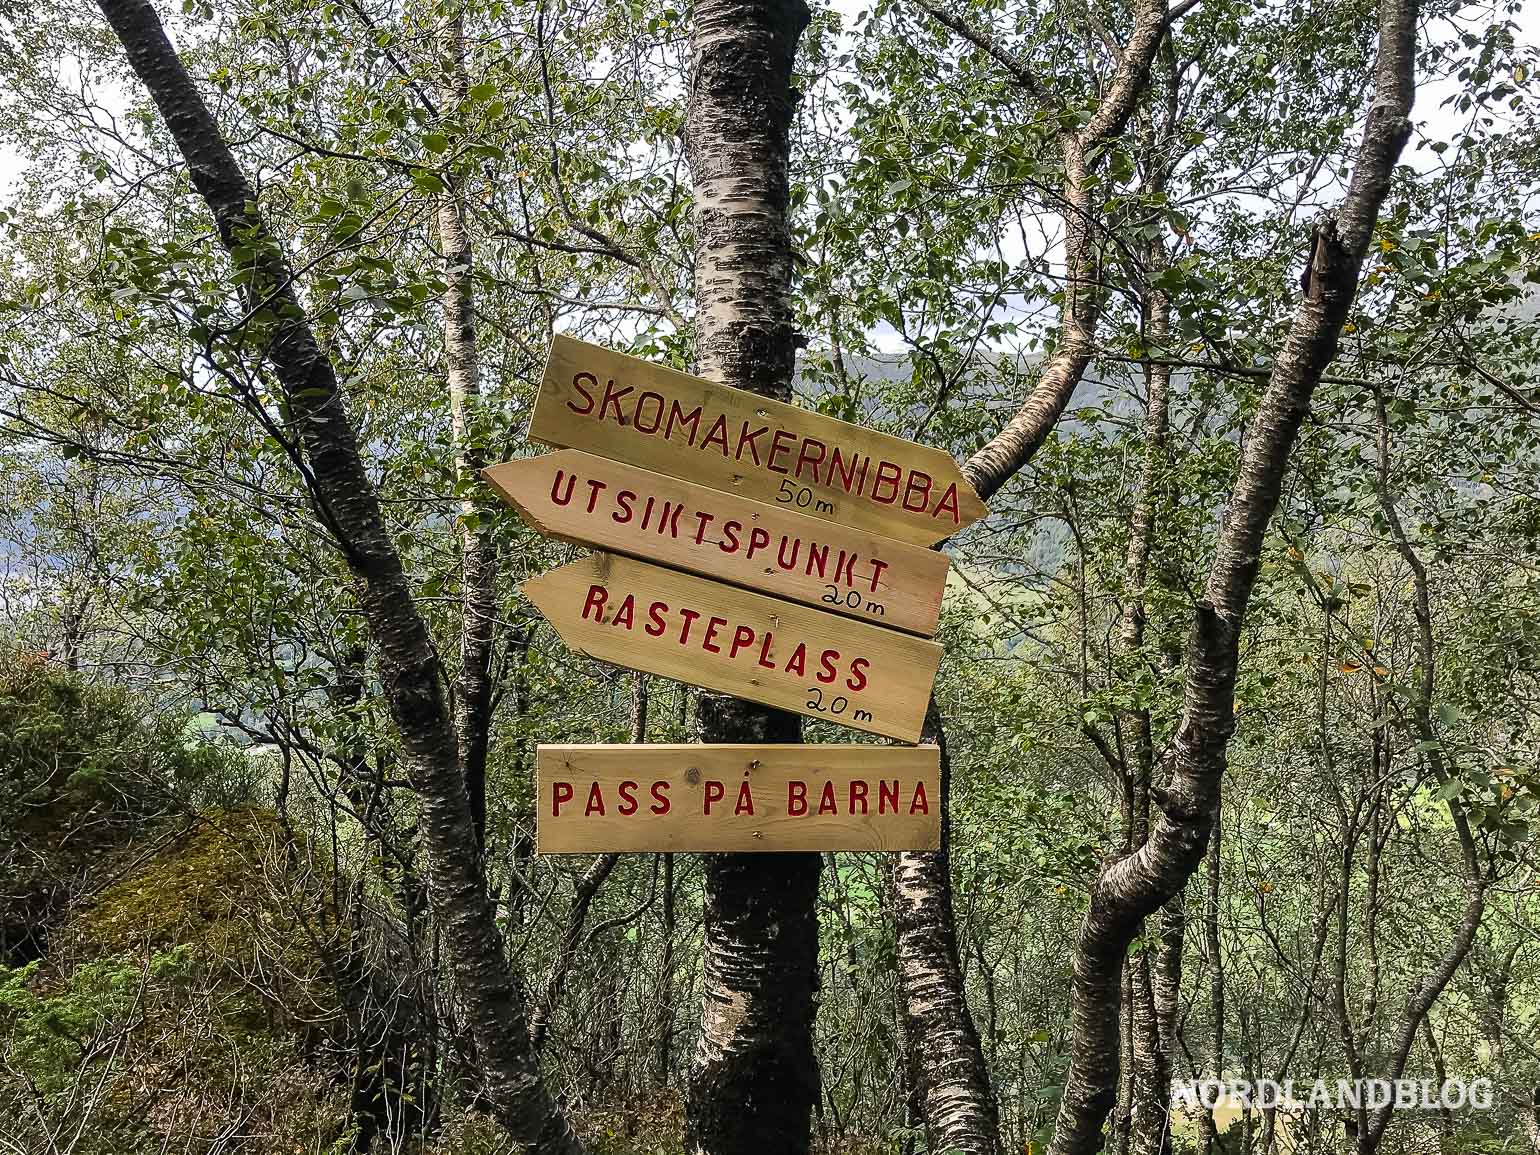 SKOMAKERNIBBA
50m
UTSIKTSPUNKT
20m
RASTEPLASS
20m
PASS PÅ BARNA
NORDLANDBLOG